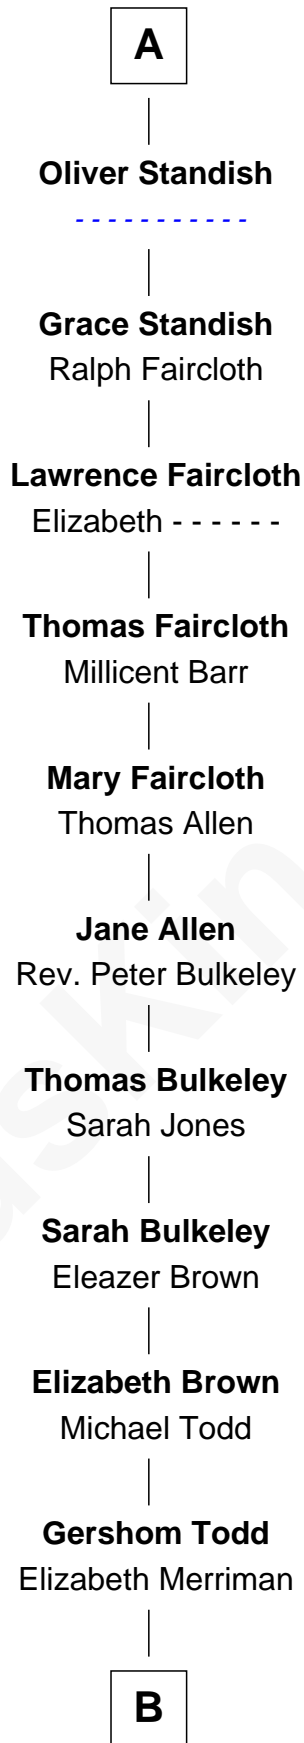 A
Oliver Standish
- - - - - - - - - - -
Grace Standish
Ralph Faircloth
Lawrence Faircloth
Elizabeth - - - - - -
Thomas Faircloth
Millicent Barr
Mary Faircloth
Thomas Allen
Jane Allen
Rev. Peter Bulkeley
Thomas Bulkeley
Sarah Jones
Sarah Bulkeley
Eleazer Brown
Elizabeth Brown
Michael Todd
Gershom Todd
Elizabeth Merriman
B